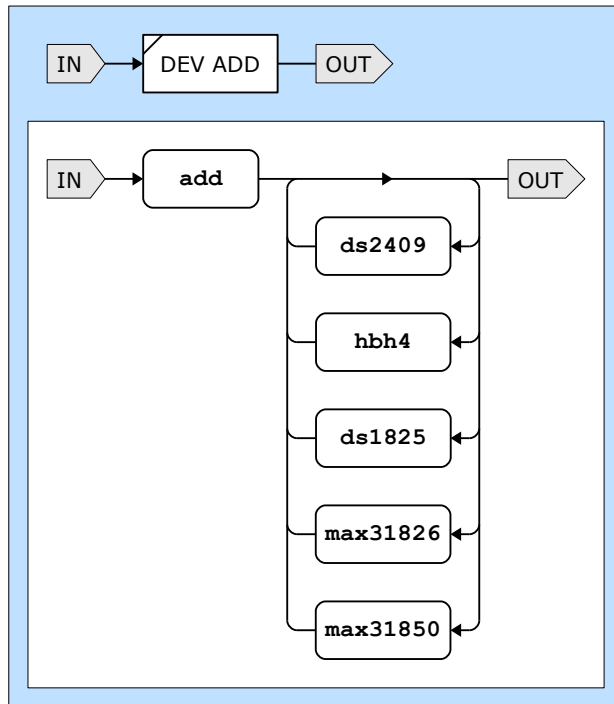 IN DEV ADD OUT
IN add OUT
ds2409
hbh4
ds1825
max31826
max31850